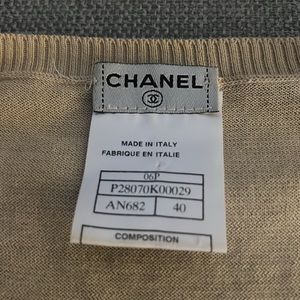 CHANEL
MADE IN ITALY
FABRIQUE EN ITALIE
06P
P28070K00029
AN682 40
COMPOSITION